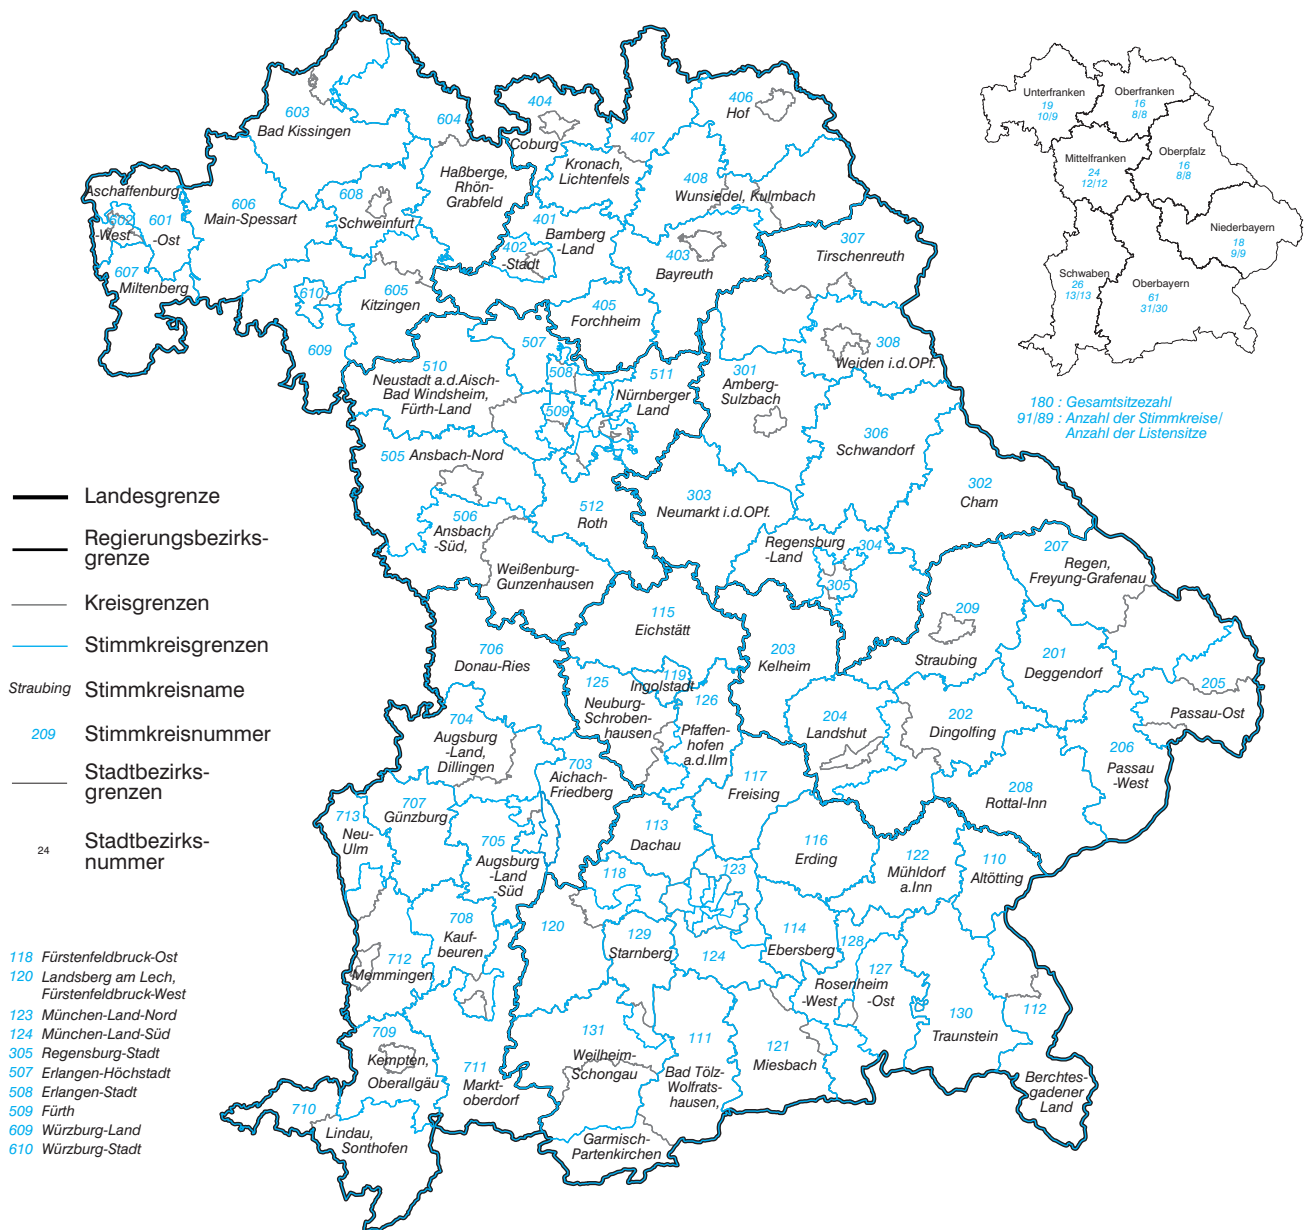 603
Bad Kissingen
604
Haßberge,
Rhön-
Grabfeld
404
Coburg
407
Kronach,
Lichtenfels
406
Hof
408
Wunsiedel, Kulmbach
Aschaffenburg
602
-West
601
-Ost
606
Main-Spessart
608
Schweinfurt
607
Miltenberg
610
609
605
Kitzingen
401
Bamberg
-Land
402
-Stadt
403
Bayreuth
405
Forchheim
307
Tirschenreuth
308
Weiden i.d.OPf.
301
Amberg-
Sulzbach
306
Schwandorf
302
Cham
303
Neumarkt i.d.OPf.
Regensburg
-Land
304
305
507
508
509
510
Neustadt a.d.Aisch-
Bad Windsheim,
Fürth-Land
511
Nürnberger
Land
505 Ansbach-Nord
506
Ansbach
-Süd,
Weißenburg-
Gunzenhausen
512
Roth
207
Regen,
Freyung-Grafenau
209
Straubing
201
Deggendorf
205
Passau-Ost
206
Passau
-West
203
Kelheim
204
Landshut
202
Dingolfing
208
Rottal-Inn
115
Eichstätt
119
Ingolstadt
125
Neuburg-
Schroben-
hausen
126
Pfaffen-
hofen
a.d.Ilm
706
Donau-Ries
704
Augsburg
-Land,
Dillingen
703
Aichach-
Friedberg
707
Günzburg
713
Neu-
Ulm
705
Augsburg
-Land
-Süd
708
Kauf-
beuren
712
Memmingen
709
Kempten,
Oberallgäu
710
Lindau,
Sonthofen
711
Markt-
oberdorf
117
Freising
113
Dachau
116
Erding
122
Mühldorf
a.Inn
110
Altötting
118
123
120
129
Starnberg
124
114
Ebersberg
128
Rosenheim
-West
127
-Ost
131
Weilheim-
Schongau
111
Bad Tölz-
Wolfrats-
hausen,
Garmisch-
Partenkirchen
121
Miesbach
130
Traunstein
112
Berchtes-
gadener
Land
Unterfranken
19
10/9
Oberfranken
16
8/8
Mittelfranken
24
12/12
Oberpfalz
16
8/8
Niederbayern
18
9/9
Schwaben
26
13/13
Oberbayern
61
31/30
180 : Gesamtsitzezahl
91/89 : Anzahl der Stimmkreise/
Anzahl der Listensitze
Landesgrenze
Regierungsbezirks-
grenze
Kreisgrenzen
Stimmkreisgrenzen
Straubing Stimmkreisname
209 Stimmkreisnummer
Stadtbezirks-
grenzen
24 Stadtbezirks-
nummer
118 Fürstenfeldbruck-Ost
120 Landsberg am Lech,
Fürstenfeldbruck-West
123 München-Land-Nord
124 München-Land-Süd
305 Regensburg-Stadt
507 Erlangen-Höchstadt
508 Erlangen-Stadt
509 Fürth
609 Würzburg-Land
610 Würzburg-Stadt